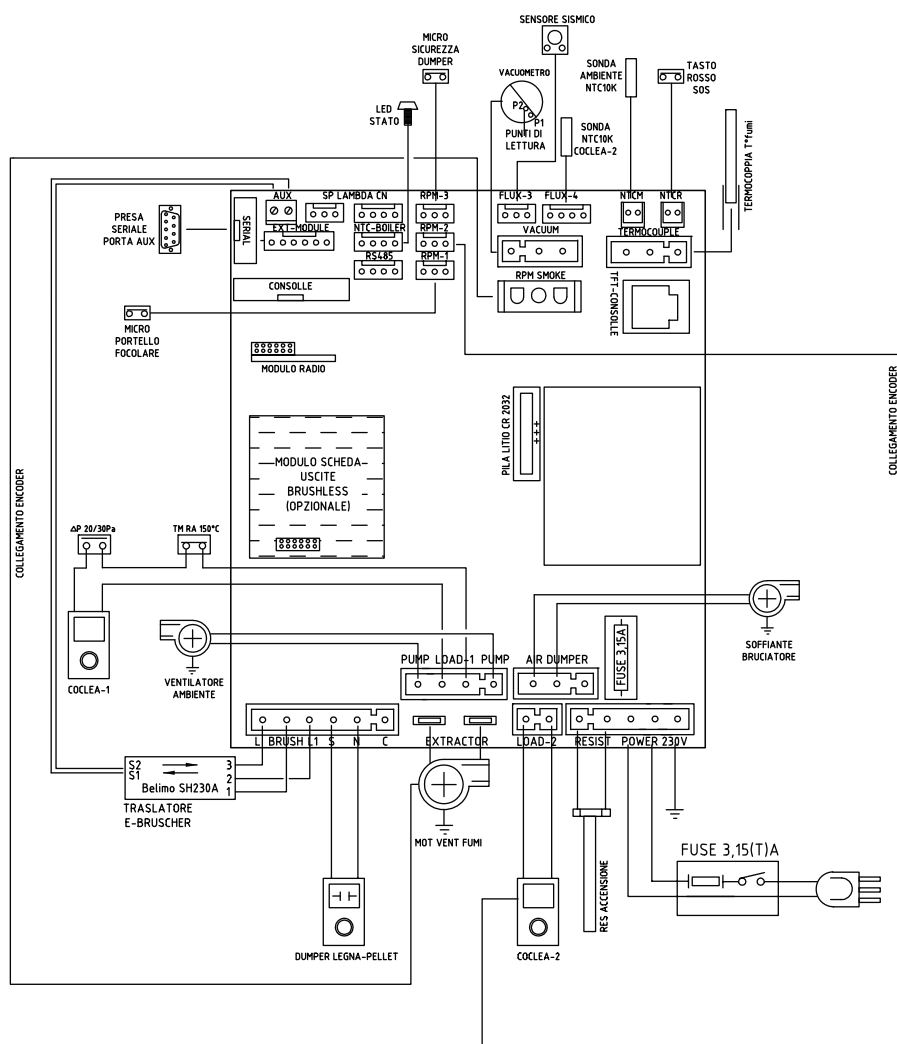 SENSORE SISMICO
MICRO
SICUREZZA
DUMPER
VACUOMETRO
P2
P1
PUNTI DI
LETTURA
SONDA
AMBIENTE
NTC10K
TASTO
ROSSO
SOS
LED
STATO
SONDA
NTC10K
COCLEA-2
TERMOCOPPIA T°fumi
AUX
SP LAMBDA CN
RPM-3
FLUX-3
FLUX-4
NTCM
NTCR
PRESA
SERIALE
PORTA AUX
SERIAL
EXT-MODULE
NTC-BOILER
RPM-2
VACUUM
TERMOCOUPLE
RS485
RPM-1
RPM SMOKE
TFT-CONSOLLE
CONSOLLE
MICRO
PORTELLO
FOCOLARE
MODULO RADIO
COLLEGAMENTO ENCODER
PILA LITIO CR 2032
+++
MODULO SCHEDA
USCITE
BRUSHLESS
(OPZIONALE)
COLLEGAMENTO ENCODER
ΔP 20/30Pa
TM RA 150°C
COCLEA-1
VENTILATORE
AMBIENTE
SOFFIANTE
BRUCIATORE
PUMP LOAD-1 PUMP
AIR DUMPER
FUSE 3,15A
L BRUSH L1 S N C
EXTRACTOR
LOAD-2
RESIST
POWER 230V
S2
S1
3
2
1
Belimo SH230A
TRASLATORE
E-BRUSCHER
MOT VENT FUMI
FUSE 3,15(T)A
RES ACCENSIONE
DUMPER LEGNA-PELLET
COCLEA-2